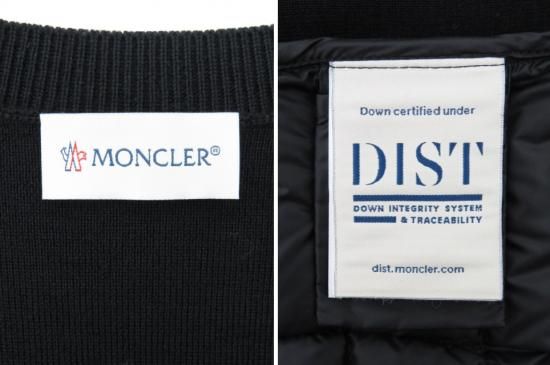 MONCLER®
Down certified under
DIST
DOWN INTEGRITY SYSTEM
& TRACEABILITY
dist.moncler.com